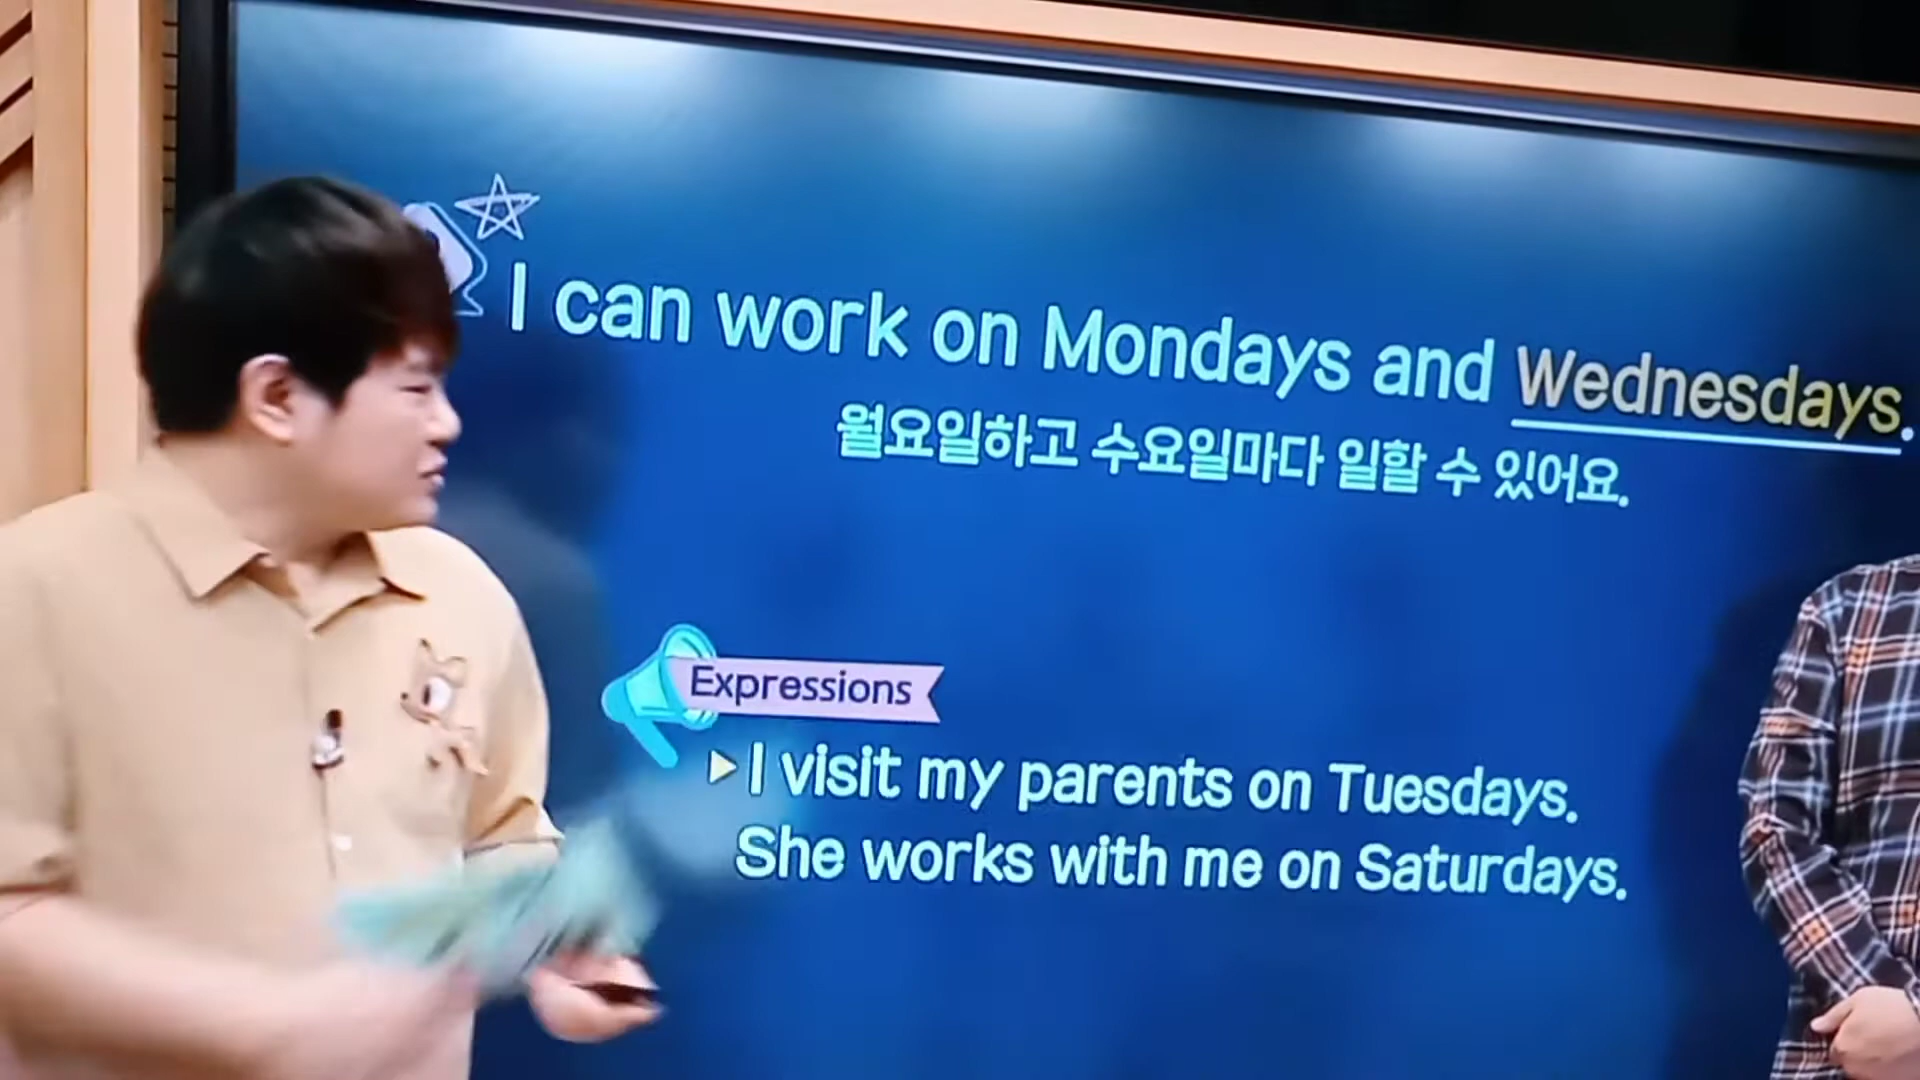 I can work on Mondays and Wednesdays.
월요일하고 수요일마다 일할 수 있어요.
Expressions
I visit my parents on Tuesdays.
She works with me on Saturdays.